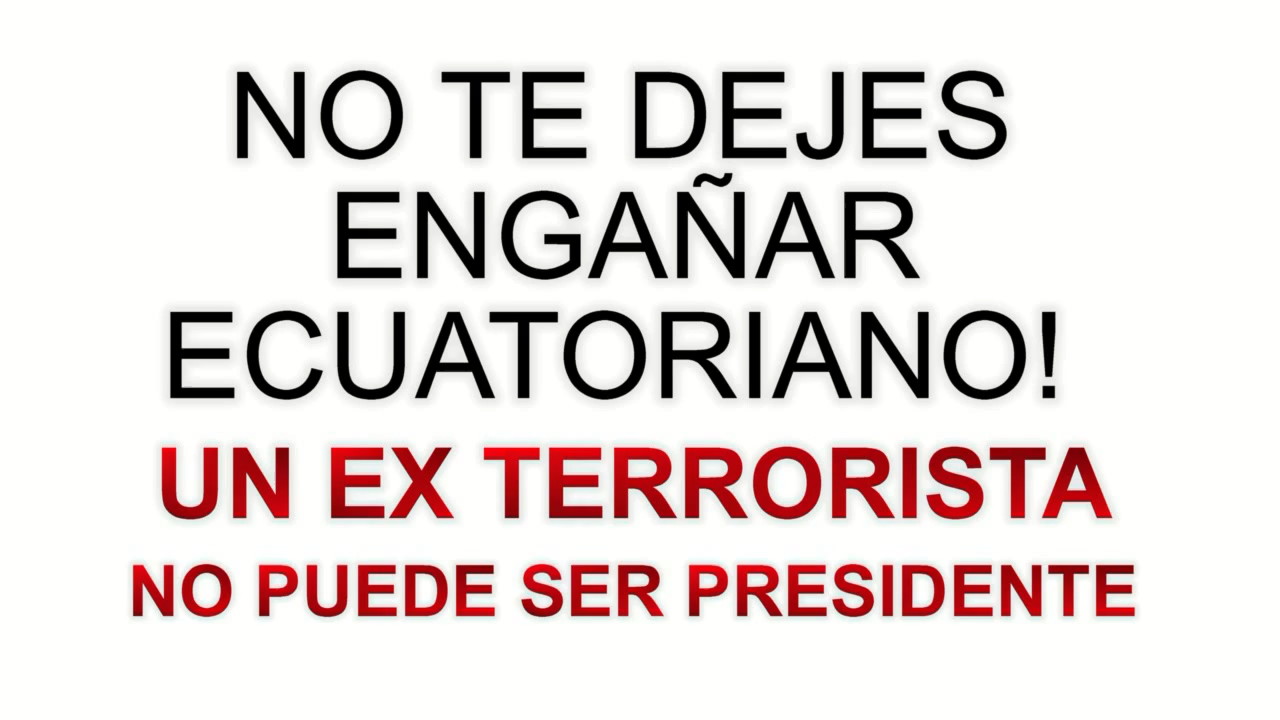 NO TE DEJES
ENGAÑAR
ECUATORIANO!
UN EX TERRORISTA
NO PUEDE SER PRESIDENTE